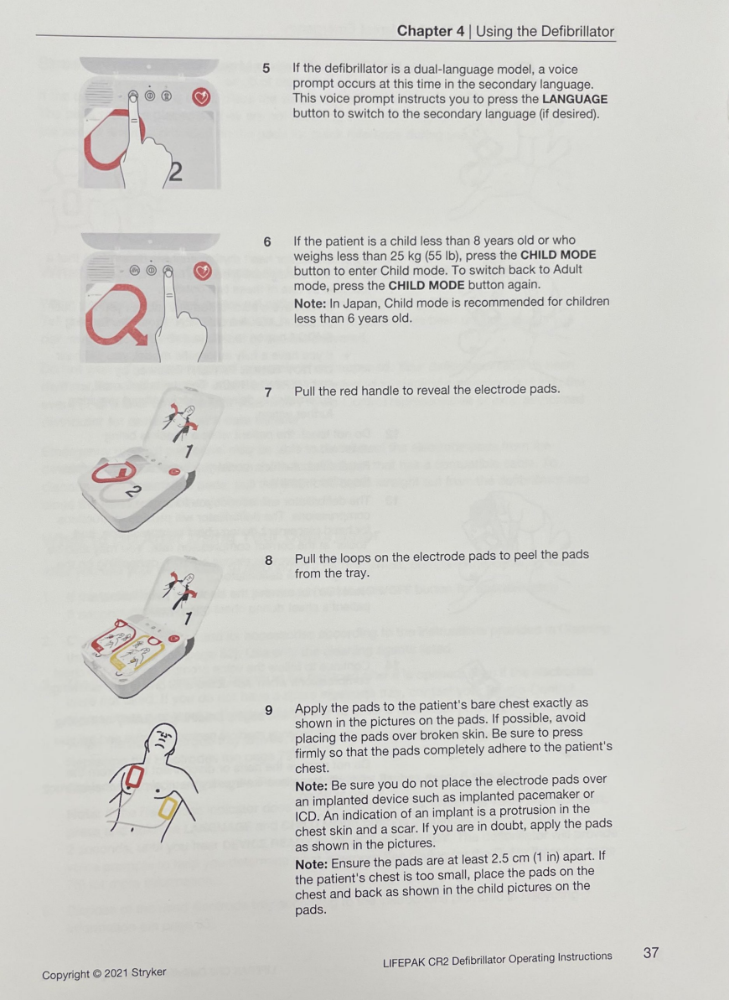 Chapter 4 | Using the Defibrillator
5 If the defibrillator is a dual-language model, a voice
prompt occurs at this time in the secondary language.
This voice prompt instructs you to press the LANGUAGE
button to switch to the secondary language (if desired).
2
6 If the patient is a child less than 8 years old or who
weighs less than 25 kg (55 lb), press the CHILD MODE
button to enter Child mode. To switch back to Adult
mode, press the CHILD MODE button again.
Note: In Japan, Child mode is recommended for children
less than 6 years old.
7 Pull the red handle to reveal the electrode pads.
1
2
8 Pull the loops on the electrode pads to peel the pads
from the tray.
1
9 Apply the pads to the patient's bare chest exactly as
shown in the pictures on the pads. If possible, avoid
placing the pads over broken skin. Be sure to press
firmly so that the pads completely adhere to the patient's
chest.
Note: Be sure you do not place the electrode pads over
an implanted device such as implanted pacemaker or
ICD. An indication of an implant is a protrusion in the
chest skin and a scar. If you are in doubt, apply the pads
as shown in the pictures.
Note: Ensure the pads are at least 2.5 cm (1 in) apart. If
the patient's chest is too small, place the pads on the
chest and back as shown in the child pictures on the
pads.
Copyright © 2021 Stryker
LIFEPAK CR2 Defibrillator Operating Instructions 37